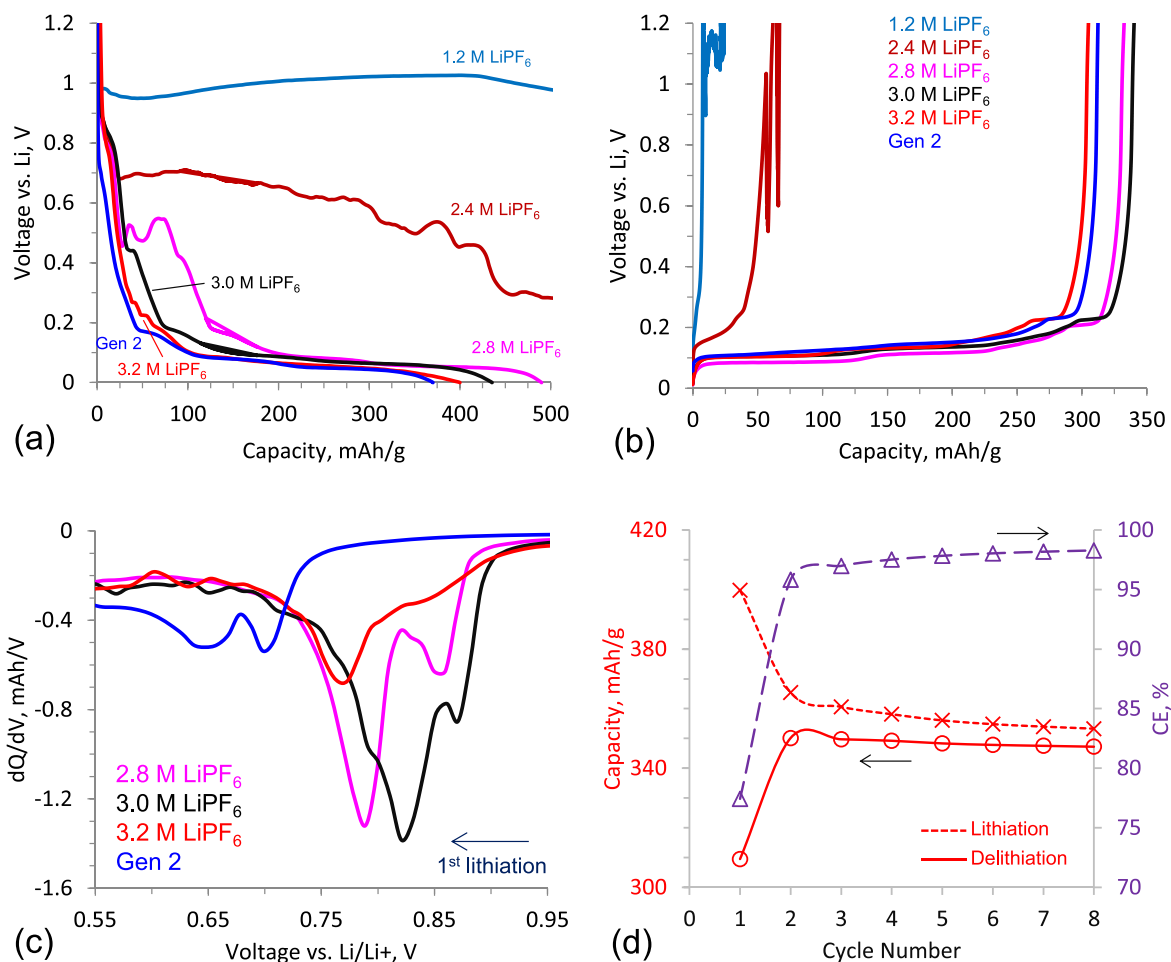 1.2
1
0.8
0.6
0.4
0.2
0
Voltage vs. Li, V
1.2 M LiPF6
2.4 M LiPF6
3.0 M LiPF6
Gen 2
3.2 M LiPF6
2.8 M LiPF6
0 100 200 300 400 500
Capacity, mAh/g
(a)
1.2
1
0.8
0.6
0.4
0.2
0
Voltage vs. Li, V
1.2 M LiPF6
2.4 M LiPF6
2.8 M LiPF6
3.0 M LiPF6
3.2 M LiPF6
Gen 2
0 50 100 150 200 250 300 350
Capacity, mAh/g
(b)
0
-0.4
-0.8
-1.2
-1.6
dQ/dV, mAh/V
2.8 M LiPF6
3.0 M LiPF6
3.2 M LiPF6
Gen 2
1st lithiation
0.55 0.65 0.75 0.85 0.95
Voltage vs. Li/Li+, V
(c)
420
380
340
300
Capacity, mAh/g
100
95
90
85
80
75
70
CE, %
Lithiation
Delithiation
0 1 2 3 4 5 6 7 8
Cycle Number
(d)